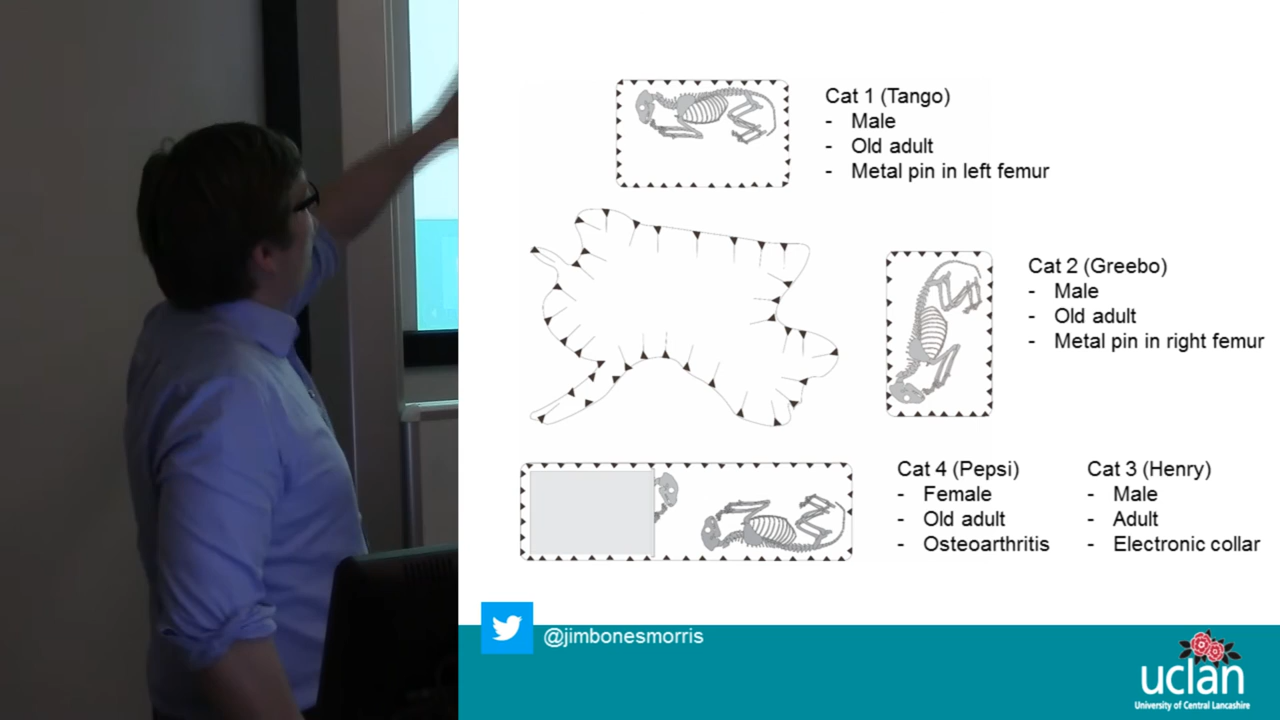 Cat 1 (Tango)
- Male
- Old adult
- Metal pin in left femur
Cat 2 (Greebo)
- Male
- Old adult
- Metal pin in right femur
Cat 4 (Pepsi)
- Female
- Old adult
- Osteoarthritis
Cat 3 (Henry)
- Male
- Adult
- Electronic collar
@jimbonesmorris
uclan
University of Central Lancashire